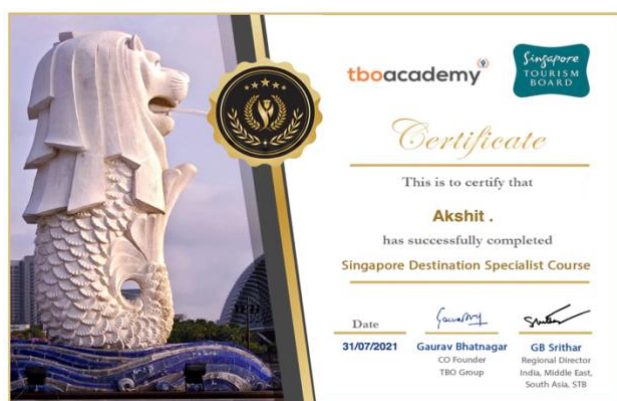 tboacademy
Singapore
TOURISM
BOARD
Certificate
This is to certify that
Akshit .
has successfully completed
Singapore Destination Specialist Course
Date
31/07/2021
Gaurav Bhatnagar
CO Founder
TBO Group
GB Srithar
Regional Director
India, Middle East,
South Asia, STB